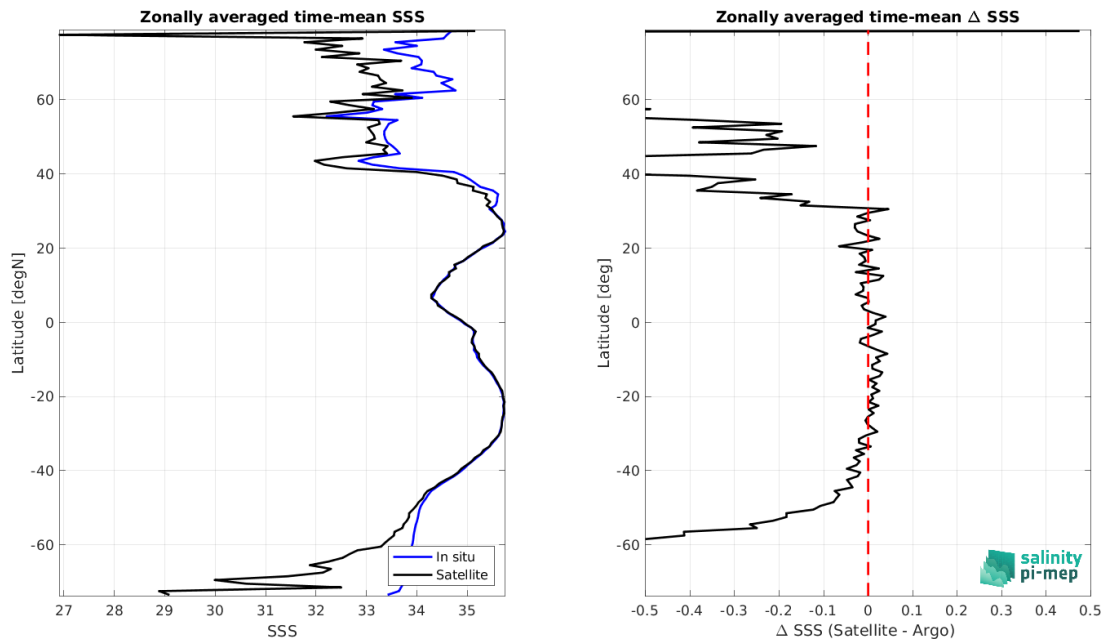 Zonally averaged time-mean SSS
Latitude [degN]
60
40
20
0
-20
-40
-60
27 28 29 30 31 32 33 34 35
SSS
In situ
Satellite
Zonally averaged time-mean Δ SSS
Latitude [deg]
60
40
20
0
-20
-40
-60
-0.5 -0.4 -0.3 -0.2 -0.1 0 0.1 0.2 0.3 0.4 0.5
Δ SSS (Satellite - Argo)
salinity
pi-mep